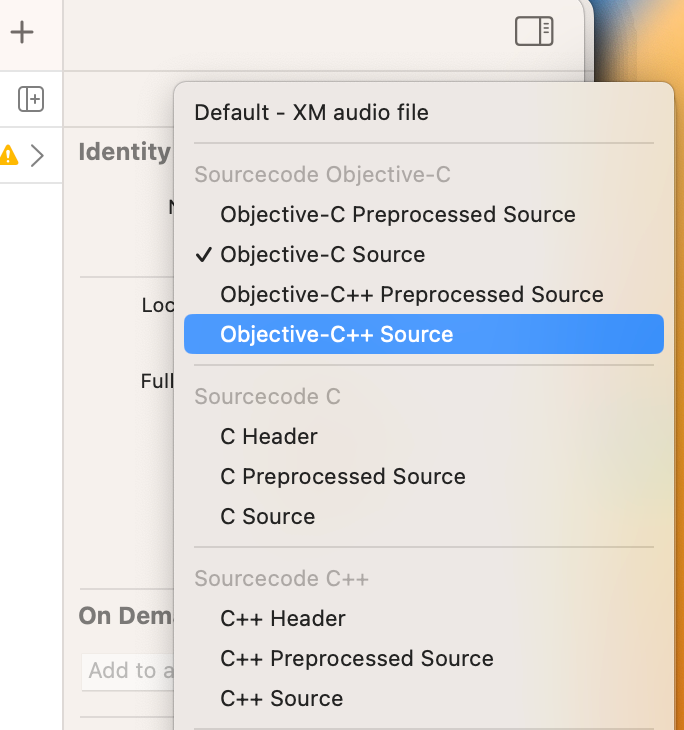 Default - XM audio file
Identity
Sourcecode Objective-C
Objective-C Preprocessed Source
✓ Objective-C Source
Loc
Objective-C++ Preprocessed Source
Objective-C++ Source
Full
Sourcecode C
C Header
C Preprocessed Source
C Source
Sourcecode C++
On Dem
C++ Header
Add to a
C++ Preprocessed Source
C++ Source